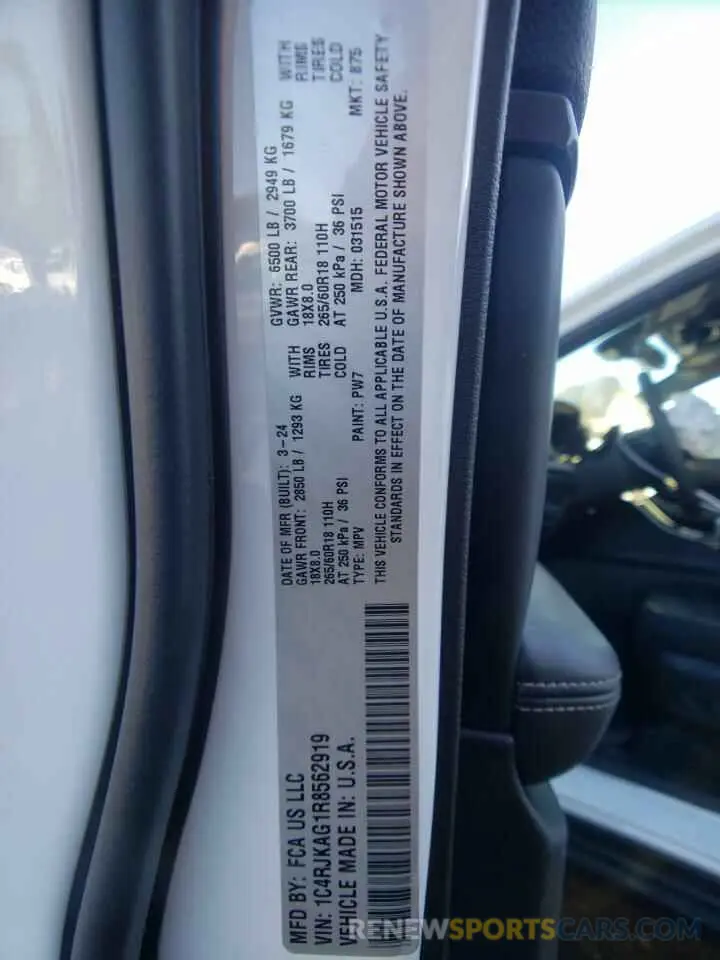 MFD BY: FCA US LLC
VIN: 1C4RJKAG1R8562919
VEHICLE MADE IN: U.S.A.
DATE OF MFR (BUILT): 3-24
GVWR: 6500 LB / 2949 KG
GAWR FRONT: 2850 LB / 1293 KG WITH
GAWR REAR: 3700 LB / 1679 KG WITH
18X8.0 RIMS
18X8.0 RIMS
265/60R18 110H TIRES
265/60R18 110H TIRES
AT 250 kPa / 36 PSI COLD
AT 250 kPa / 36 PSI COLD
TYPE: MPV PAINT: PW7 MDH: 031515 MKT: B75
THIS VEHICLE CONFORMS TO ALL APPLICABLE U.S.A. FEDERAL MOTOR VEHICLE SAFETY
STANDARDS IN EFFECT ON THE DATE OF MANUFACTURE SHOWN ABOVE.
RENEWSPORTSCARS.COM